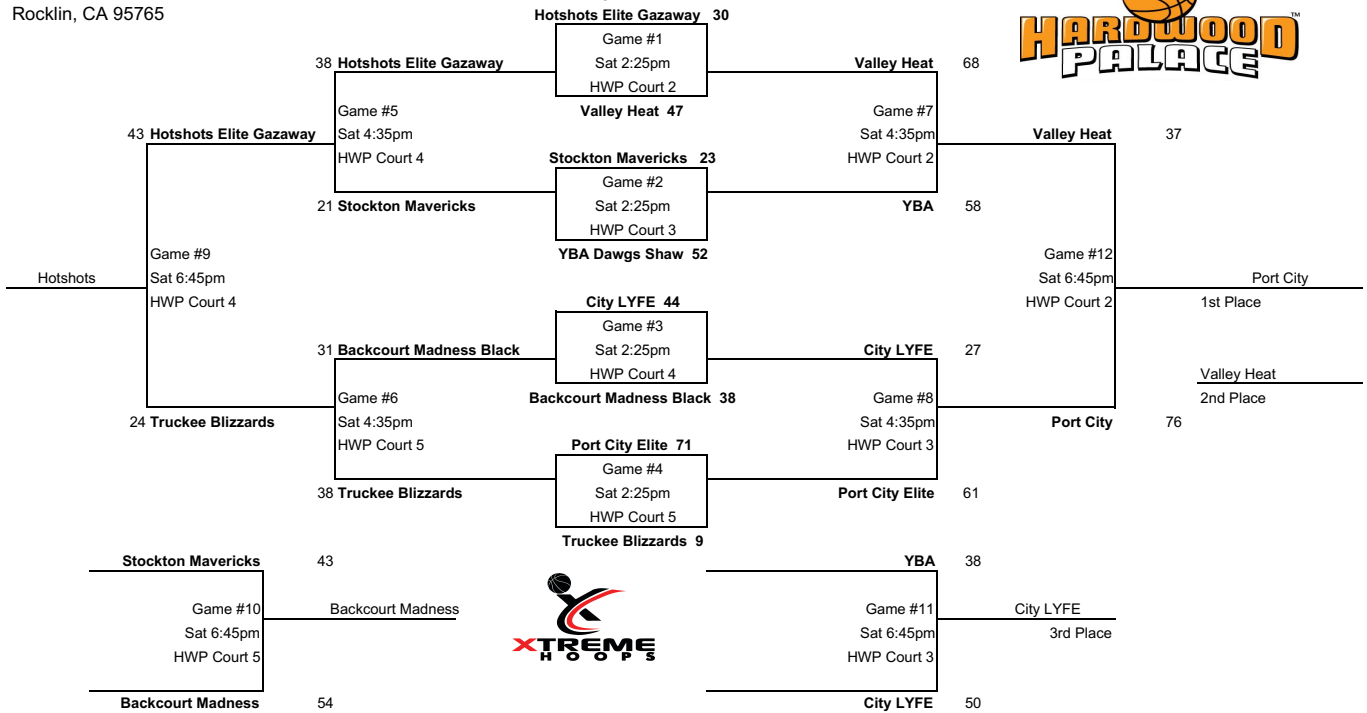 Rocklin, CA 95765
Hotshots Elite Gazaway 30
Game #1
Sat 2:25pm
HWP Court 2
Valley Heat 47
HARDWOOD PALACE™
38 Hotshots Elite Gazaway
Valley Heat 68
Game #5
Sat 4:35pm
HWP Court 4
Game #7
Sat 4:35pm
HWP Court 2
43 Hotshots Elite Gazaway
Valley Heat 37
Stockton Mavericks 23
Game #2
Sat 2:25pm
HWP Court 3
YBA Dawgs Shaw 52
21 Stockton Mavericks
YBA 58
Game #9
Sat 6:45pm
HWP Court 4
Hotshots
Game #12
Sat 6:45pm
HWP Court 2
Port City
1st Place
City LYFE 44
Game #3
Sat 2:25pm
HWP Court 4
Backcourt Madness Black 38
31 Backcourt Madness Black
City LYFE 27
Valley Heat
2nd Place
Game #6
Sat 4:35pm
HWP Court 5
Game #8
Sat 4:35pm
HWP Court 3
24 Truckee Blizzards
Port City 76
Port City Elite 71
Game #4
Sat 2:25pm
HWP Court 5
Truckee Blizzards 9
38 Truckee Blizzards
Port City Elite 61
Stockton Mavericks 43
Game #10
Sat 6:45pm
HWP Court 5
Backcourt Madness
Backcourt Madness 54
XTREME
HOOPS
YBA 38
Game #11
Sat 6:45pm
HWP Court 3
City LYFE
3rd Place
City LYFE 50